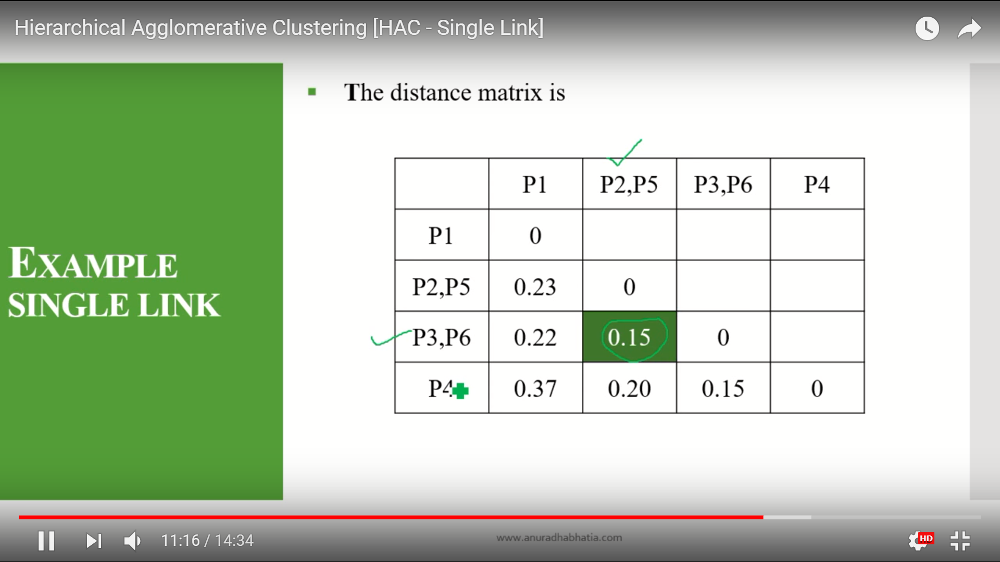 Hierarchical Agglomerative Clustering [HAC - Single Link]
The distance matrix is
EXAMPLE
SINGLE LINK
P1 P2,P5 P3,P6 P4
P1 0
P2,P5 0.23 0
P3,P6 0.22 0.15 0
P4 0.37 0.20 0.15 0
11:16 / 14:34
www.anuradhabhatia.com
HD